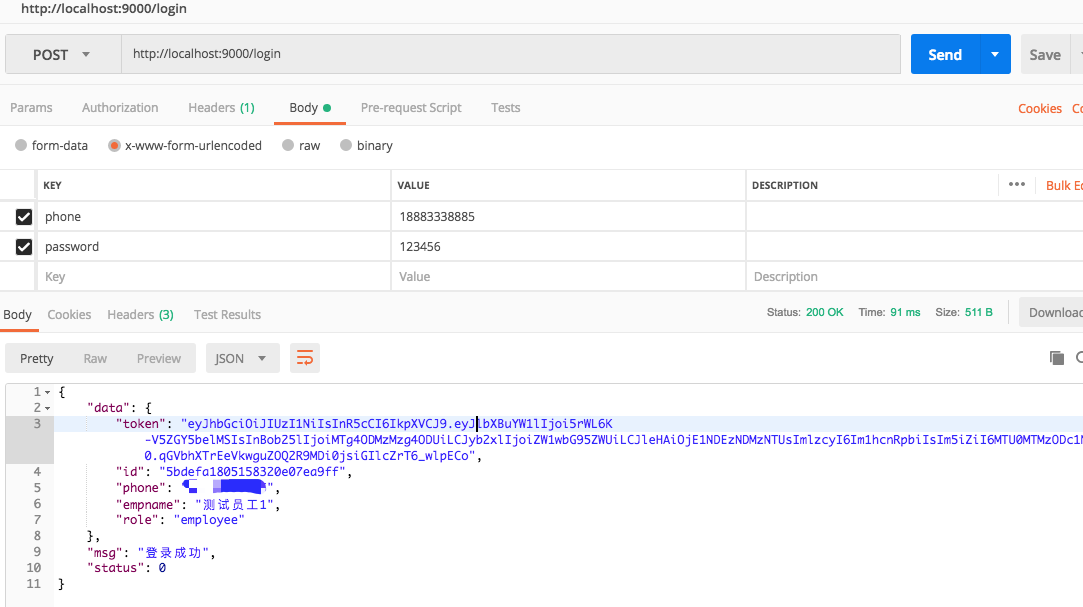 http://localhost:9000/login
POST http://localhost:9000/login Send Save
Params Authorization Headers (1) Body Pre-request Script Tests Cookies
form-data x-www-form-urlencoded raw binary
KEY VALUE DESCRIPTION ••• Bulk
phone 18883338885
password 123456
Key Value Description
Body Cookies Headers (3) Test Results Status: 200 OK Time: 91 ms Size: 511 B Download
Pretty Raw Preview JSON
1 {
2 "data": {
3 "token": "eyJhbGciOiJIUzI1NiIsInR5cCI6IkpXVCJ9.eyJlbXBuYW1lIjoi5rWL6K
-V5ZGY5belMSIsInBob25lIjoiMTg4ODMzMzg4ODUiLCJyb2xlIjoiZW1wbG95ZWUiLCJleHAiOjE1NDEzNDMzNTUsImlzcyI6Im1hcnRpbiIsIm5iZiI6MTU0MTMzODc1N
0.qGVbhXTrEeVkwguZOQ2R9MDi0jsiGIlcZrT6_wlpECo",
4 "id": "5bdefa1805158320e07ea9ff",
5 "phone": "",
6 "empname": "测试员工1",
7 "role": "employee"
8 },
9 "msg": "登录成功",
10 "status": 0
11 }